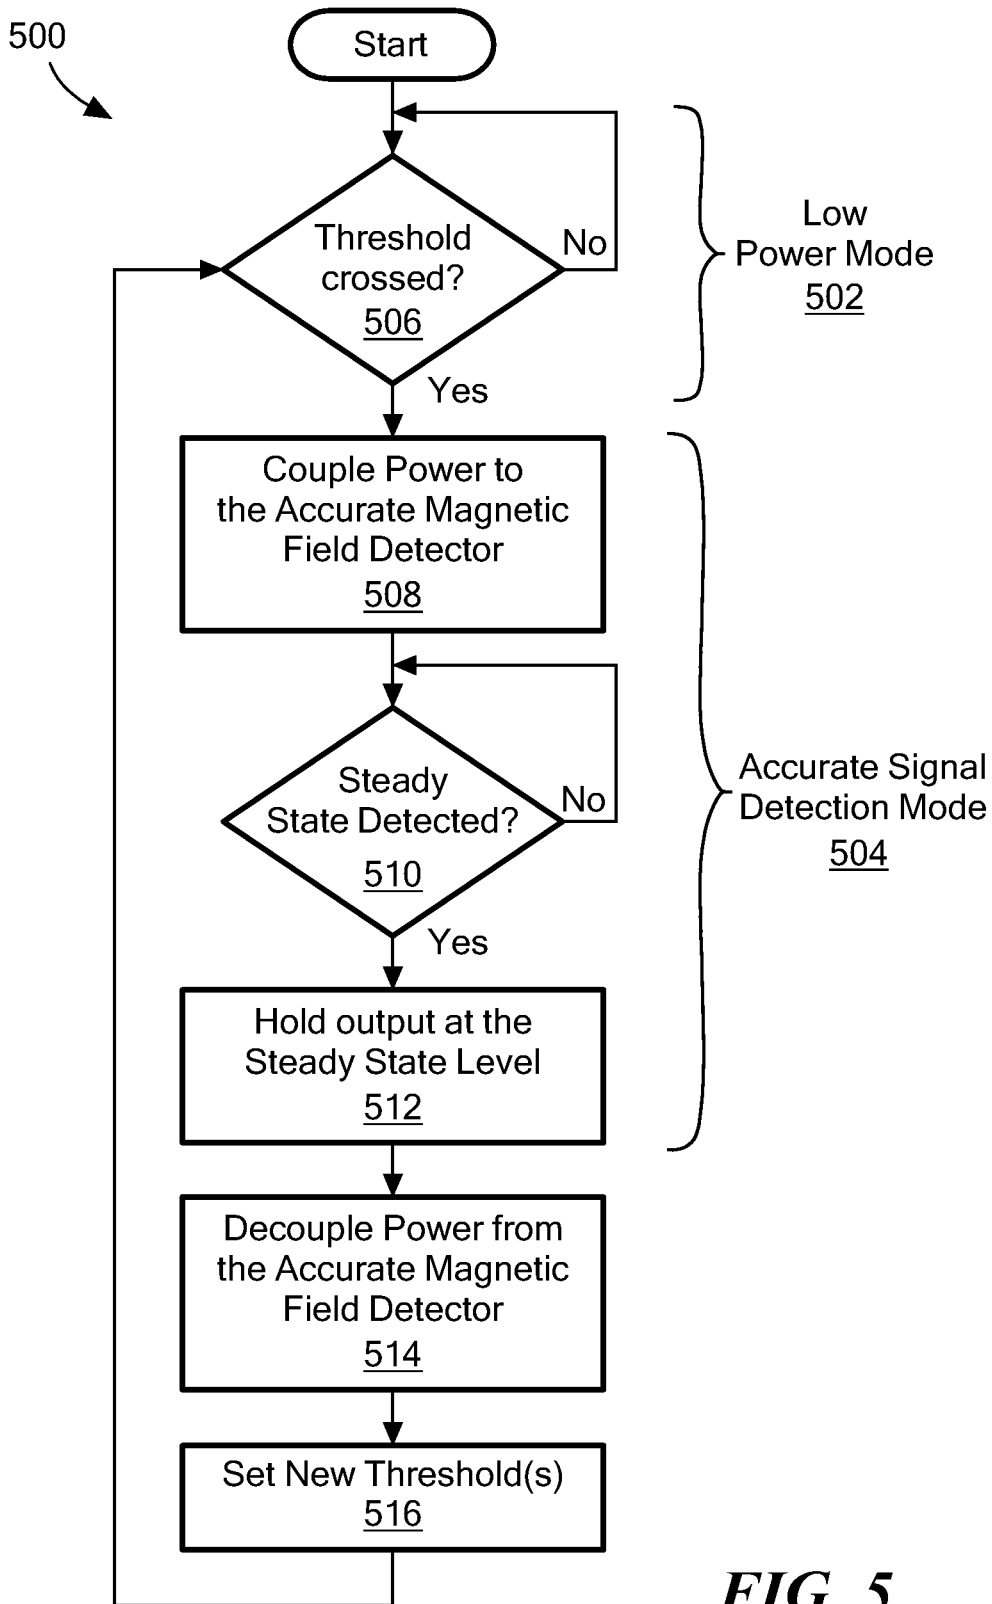 500
Start
Threshold
crossed?
506
No
Yes
Low
Power Mode
502
Couple Power to
the Accurate Magnetic
Field Detector
508
Steady
State Detected?
510
No
Yes
Accurate Signal
Detection Mode
504
Hold output at the
Steady State Level
512
Decouple Power from
the Accurate Magnetic
Field Detector
514
Set New Threshold(s)
516
FIG. 5